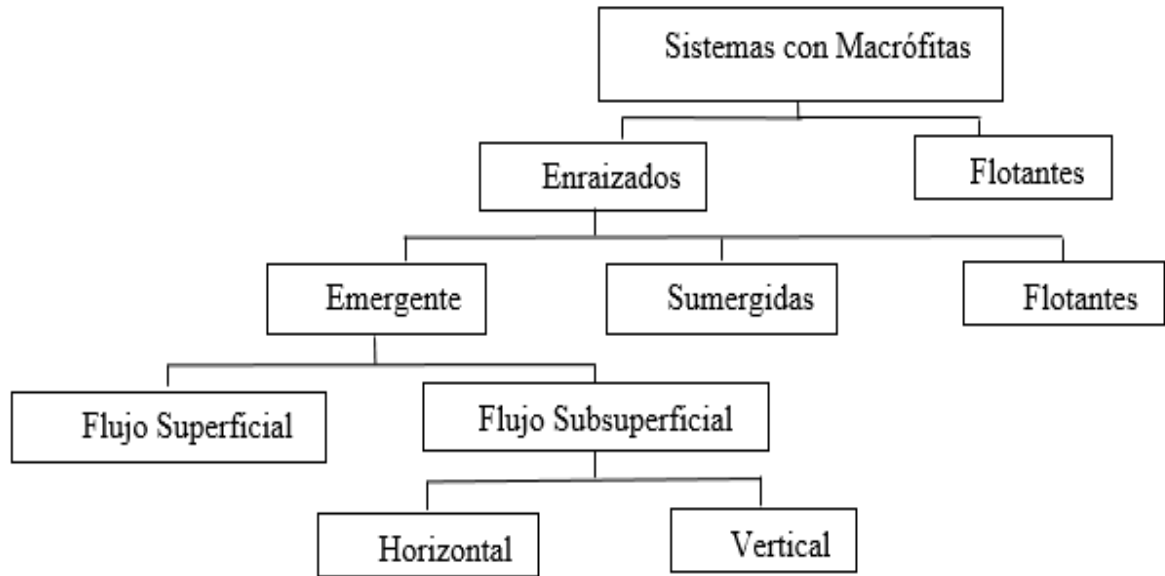 Sistemas con Macrófitas
Enraizados
Flotantes
Emergente
Sumergidas
Flotantes
Flujo Superficial
Flujo Subsuperficial
Horizontal
Vertical